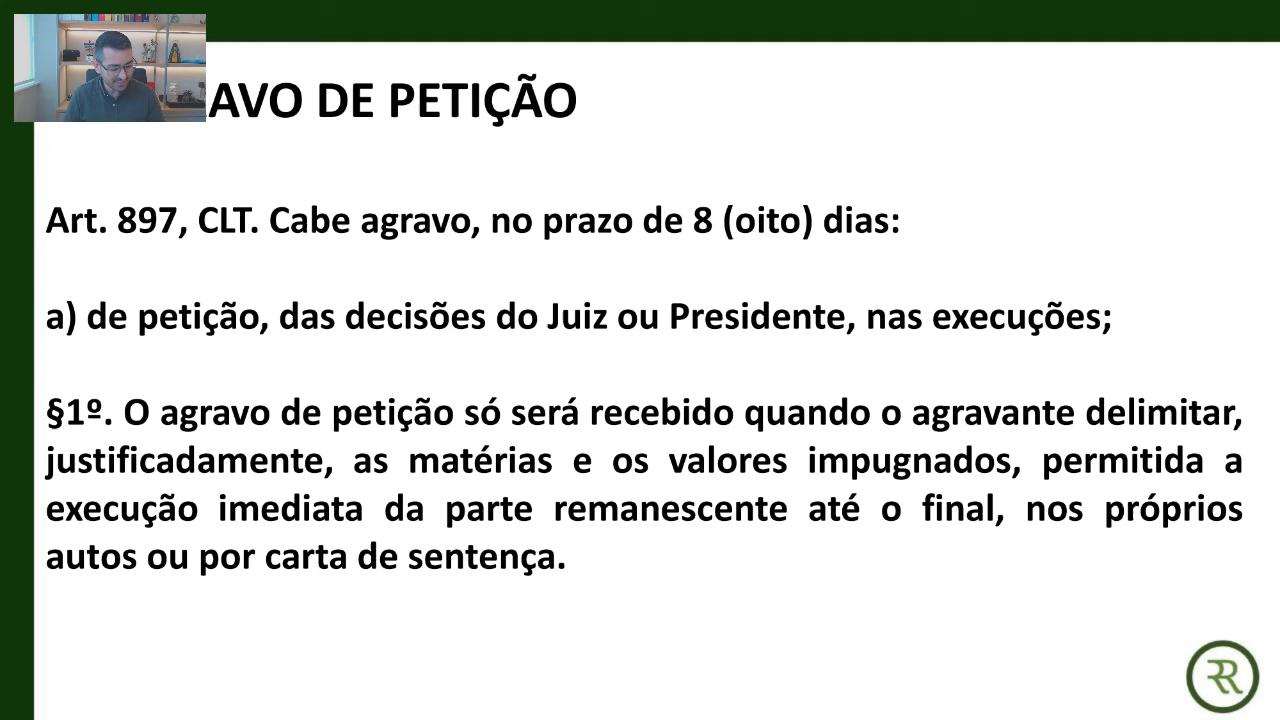 AVO DE PETIÇÃO
Art. 897, CLT. Cabe agravo, no prazo de 8 (oito) dias:
a) de petição, das decisões do Juiz ou Presidente, nas execuções;
§1º. O agravo de petição só será recebido quando o agravante delimitar,
justificadamente, as matérias e os valores impugnados, permitida a
execução imediata da parte remanescente até o final, nos próprios
autos ou por carta de sentença.